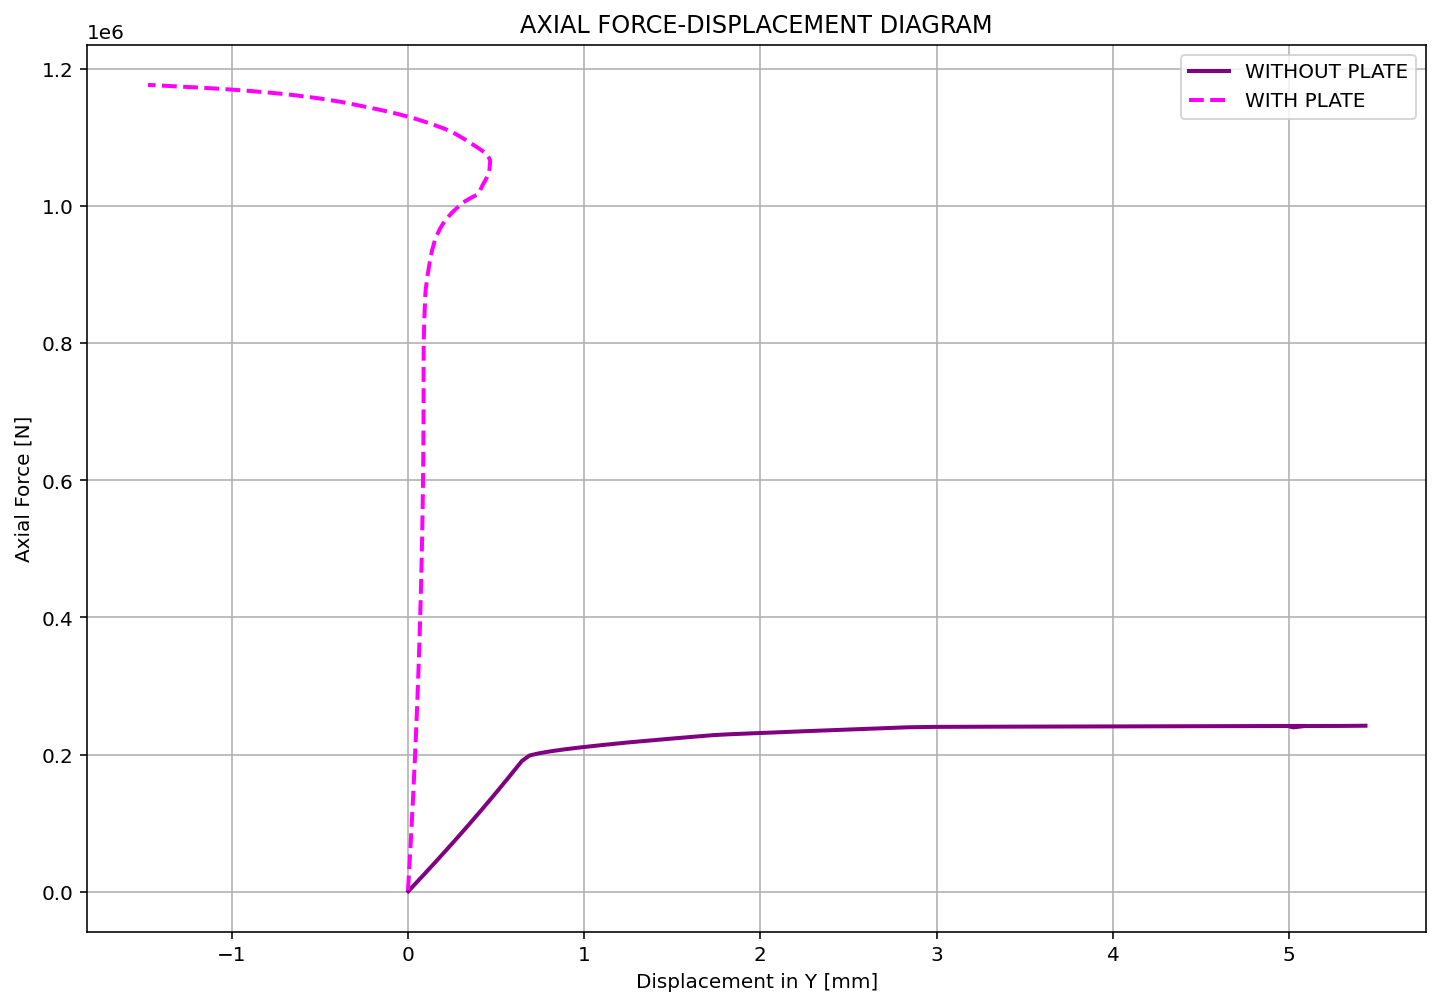 AXIAL FORCE-DISPLACEMENT DIAGRAM
1e6
WITHOUT PLATE
WITH PLATE
1.2
1.0
0.8
0.6
0.4
0.2
0.0
Axial Force [N]
−1
0
1
2
3
4
5
Displacement in Y [mm]